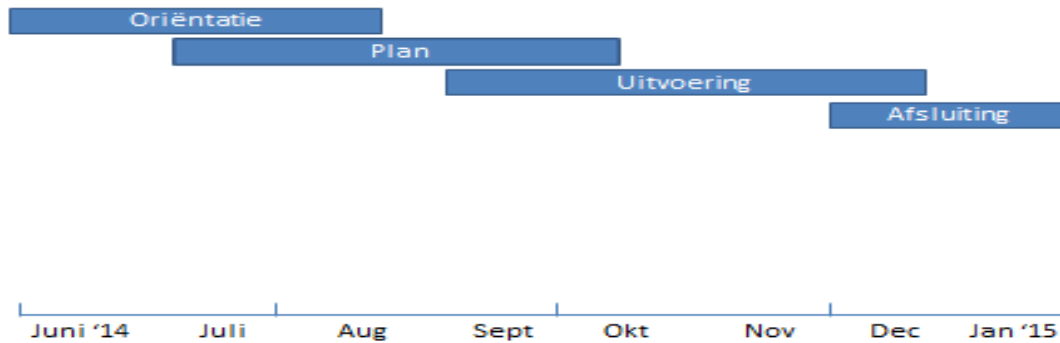 Oriëntatie
Plan
Uitvoering
Afsluiting
Juni ‘14 Juli Aug Sept Okt Nov Dec Jan ‘15